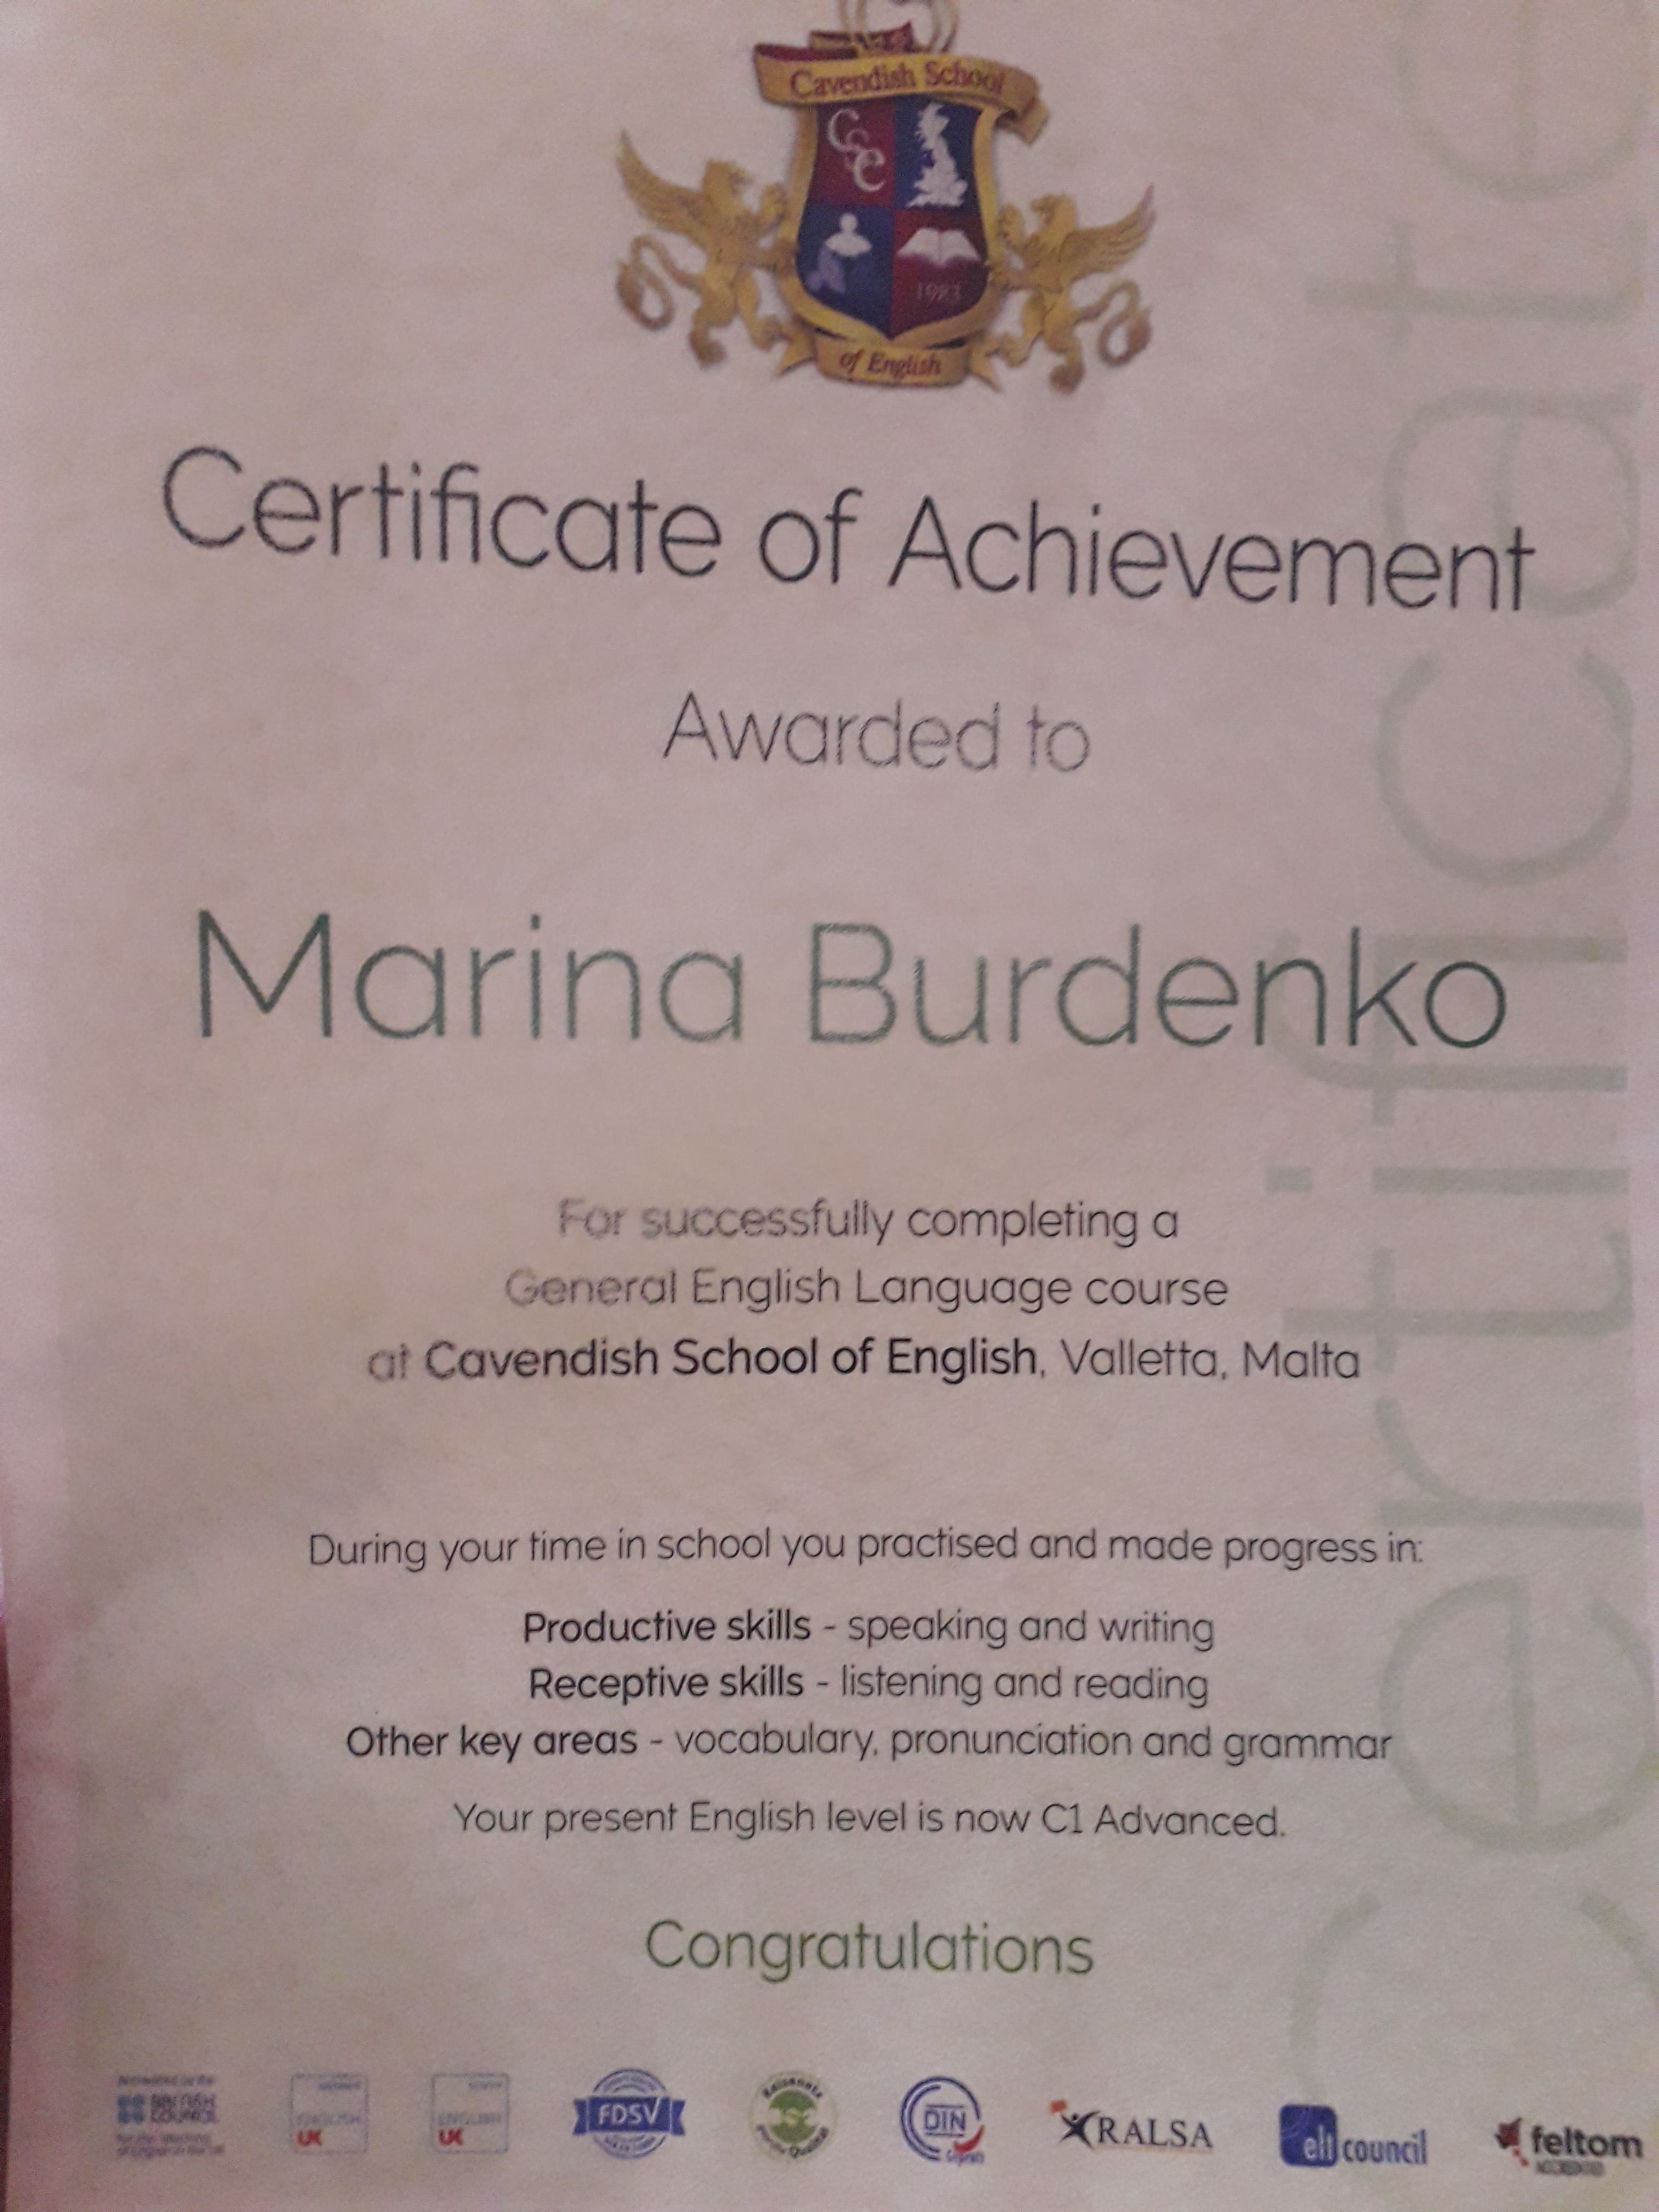 Cavendish School
CSE
1983
of English
Certificate of Achievement
Awarded to
Marina Burdenko
For successfully completing a
General English Language course
at Cavendish School of English, Valletta, Malta
During your time in school you practised and made progress in:
Productive skills - speaking and writing
Receptive skills - listening and reading
Other key areas - vocabulary, pronunciation and grammar
Your present English level is now C1 Advanced.
Congratulations
Accredited by the
BRITISH
COUNCIL
ENGLISH
UK
ENGLISH
UK
FDSV
DIN
Geprüft
RALSA
elt council
feltom
Certificate